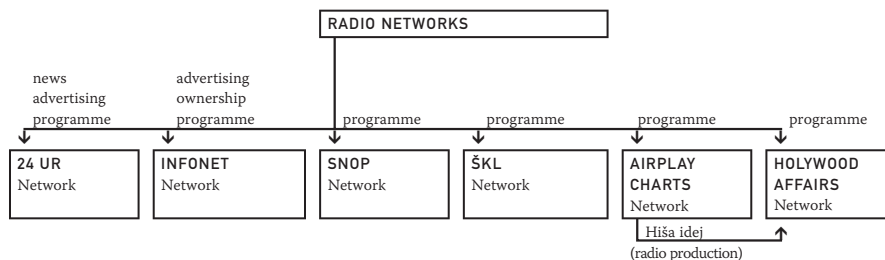 RADIO NETWORKS
news
advertising
programme
advertising
ownership
programme
programme
programme
programme
programme
24 UR
Network
INFONET
Network
SNOP
Network
ŠKL
Network
AIRPLAY
CHARTS
Network
HOLYWOOD
AFFAIRS
Network
Hiša idej
(radio production)